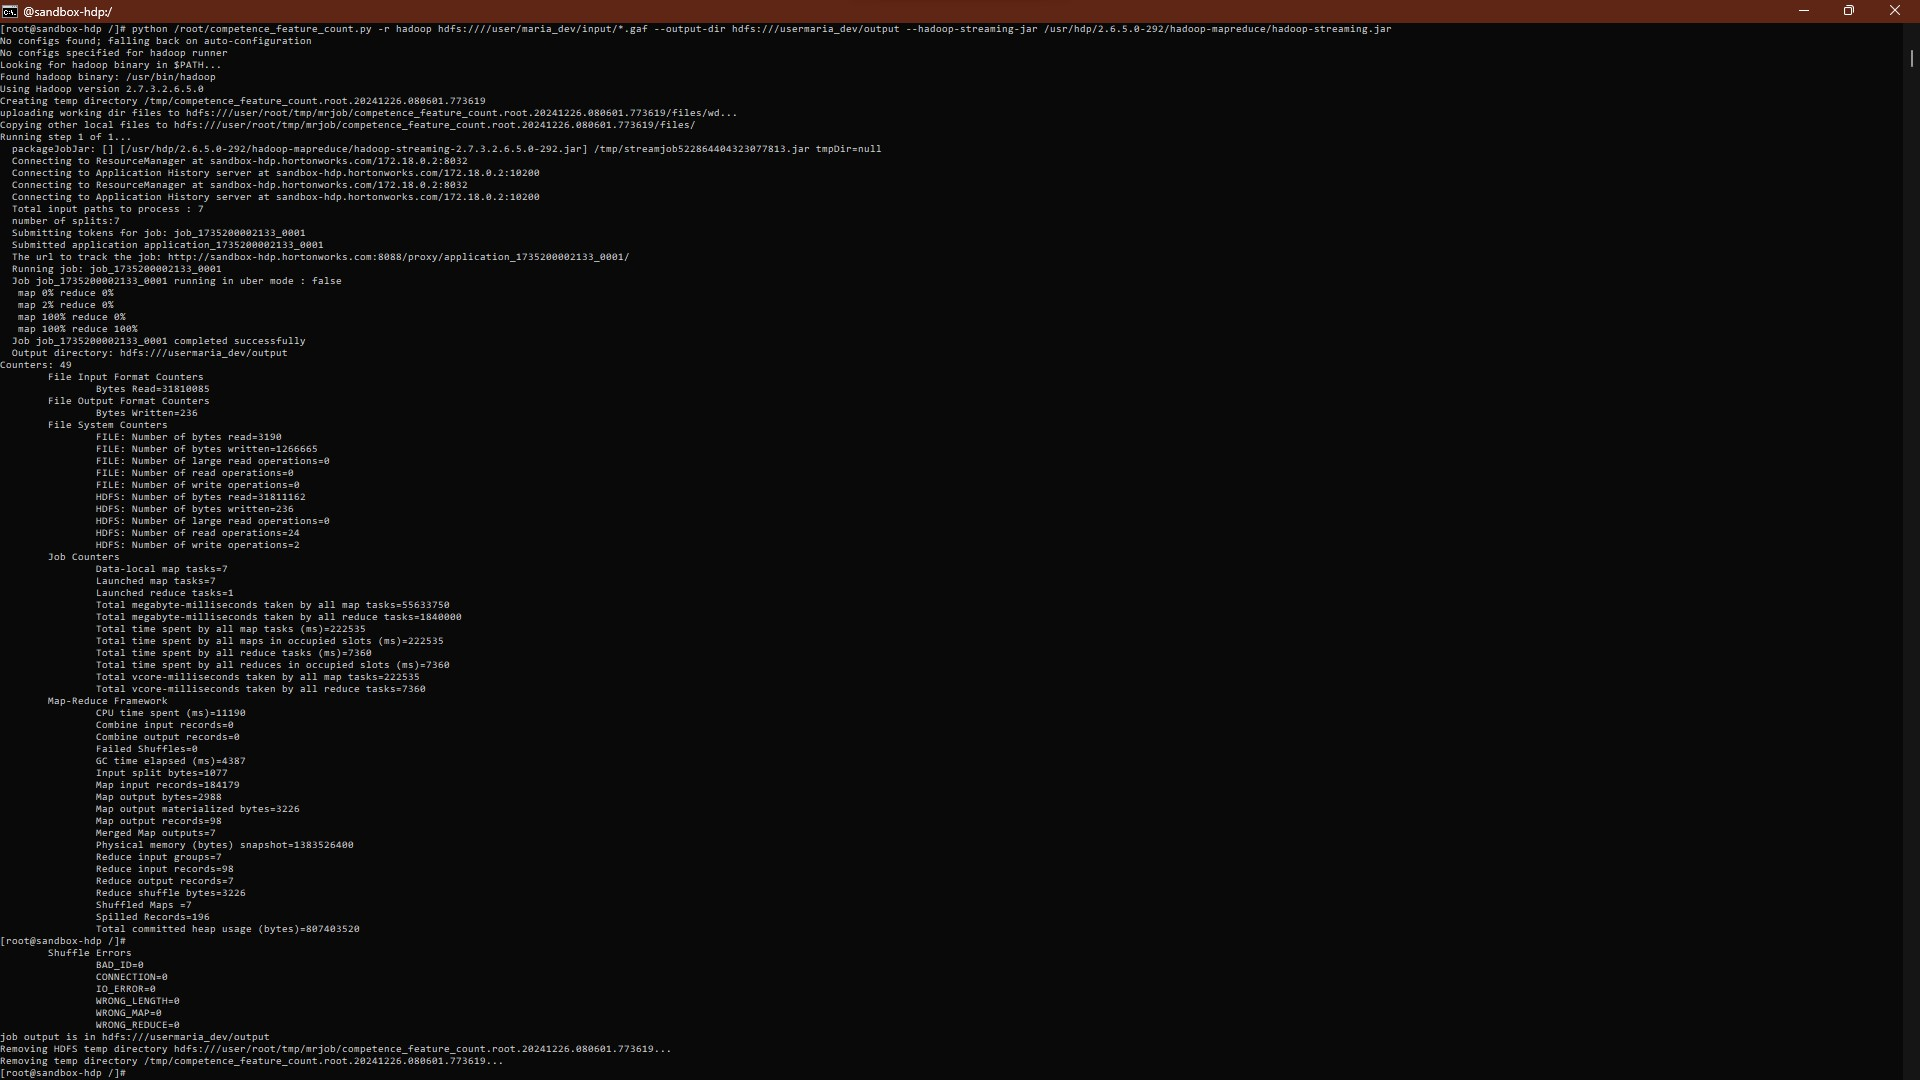 @sandbox-hdp:/
[root@sandbox-hdp /]# python /root/competence_feature_count.py -r hadoop hdfs:////user/maria_dev/input/*.gaf --output-dir hdfs:///usermaria_dev/output --hadoop-streaming-jar /usr/hdp/2.6.5.0-292/hadoop-mapreduce/hadoop-streaming.jar
No configs found; falling back on auto-configuration
No configs specified for hadoop runner
Looking for hadoop binary in $PATH...
Found hadoop binary: /usr/bin/hadoop
Using Hadoop version 2.7.3.2.6.5.0
Creating temp directory /tmp/competence_feature_count.root.20241226.080601.773619
uploading working dir files to hdfs:///user/root/tmp/mrjob/competence_feature_count.root.20241226.080601.773619/files/wd...
Copying other local files to hdfs:///user/root/tmp/mrjob/competence_feature_count.root.20241226.080601.773619/files/
Running step 1 of 1...
packageJobJar: [] [/usr/hdp/2.6.5.0-292/hadoop-mapreduce/hadoop-streaming-2.7.3.2.6.5.0-292.jar] /tmp/streamjob522864404323077813.jar tmpDir=null
Connecting to ResourceManager at sandbox-hdp.hortonworks.com/172.18.0.2:8032
Connecting to Application History server at sandbox-hdp.hortonworks.com/172.18.0.2:10200
Connecting to ResourceManager at sandbox-hdp.hortonworks.com/172.18.0.2:8032
Connecting to Application History server at sandbox-hdp.hortonworks.com/172.18.0.2:10200
Total input paths to process : 7
number of splits:7
Submitting tokens for job: job_1735200002133_0001
Submitted application application_1735200002133_0001
The url to track the job: http://sandbox-hdp.hortonworks.com:8088/proxy/application_1735200002133_0001/
Running job: job_1735200002133_0001
Job job_1735200002133_0001 running in uber mode : false
map 0% reduce 0%
map 2% reduce 0%
map 100% reduce 0%
map 100% reduce 100%
Job job_1735200002133_0001 completed successfully
Output directory: hdfs:///usermaria_dev/output
Counters: 49
File Input Format Counters
Bytes Read=31810085
File Output Format Counters
Bytes Written=236
File System Counters
FILE: Number of bytes read=3190
FILE: Number of bytes written=1266665
FILE: Number of large read operations=0
FILE: Number of read operations=0
FILE: Number of write operations=0
HDFS: Number of bytes read=31811162
HDFS: Number of bytes written=236
HDFS: Number of large read operations=0
HDFS: Number of read operations=24
HDFS: Number of write operations=2
Job Counters
Data-local map tasks=7
Launched map tasks=7
Launched reduce tasks=1
Total megabyte-milliseconds taken by all map tasks=55633750
Total megabyte-milliseconds taken by all reduce tasks=1840000
Total time spent by all map tasks (ms)=222535
Total time spent by all maps in occupied slots (ms)=222535
Total time spent by all reduce tasks (ms)=7360
Total time spent by all reduces in occupied slots (ms)=7360
Total vcore-milliseconds taken by all map tasks=222535
Total vcore-milliseconds taken by all reduce tasks=7360
Map-Reduce Framework
CPU time spent (ms)=11190
Combine input records=0
Combine output records=0
Failed Shuffles=0
GC time elapsed (ms)=4387
Input split bytes=1077
Map input records=184179
Map output bytes=2988
Map output materialized bytes=3226
Map output records=98
Merged Map outputs=7
Physical memory (bytes) snapshot=1383526400
Reduce input groups=7
Reduce input records=98
Reduce output records=7
Reduce shuffle bytes=3226
Shuffled Maps =7
Spilled Records=196
Total committed heap usage (bytes)=807403520
[root@sandbox-hdp /]#
Shuffle Errors
BAD_ID=0
CONNECTION=0
IO_ERROR=0
WRONG_LENGTH=0
WRONG_MAP=0
WRONG_REDUCE=0
job output is in hdfs:///usermaria_dev/output
Removing HDFS temp directory hdfs:///user/root/tmp/mrjob/competence_feature_count.root.20241226.080601.773619...
Removing temp directory /tmp/competence_feature_count.root.20241226.080601.773619...
[root@sandbox-hdp /]#